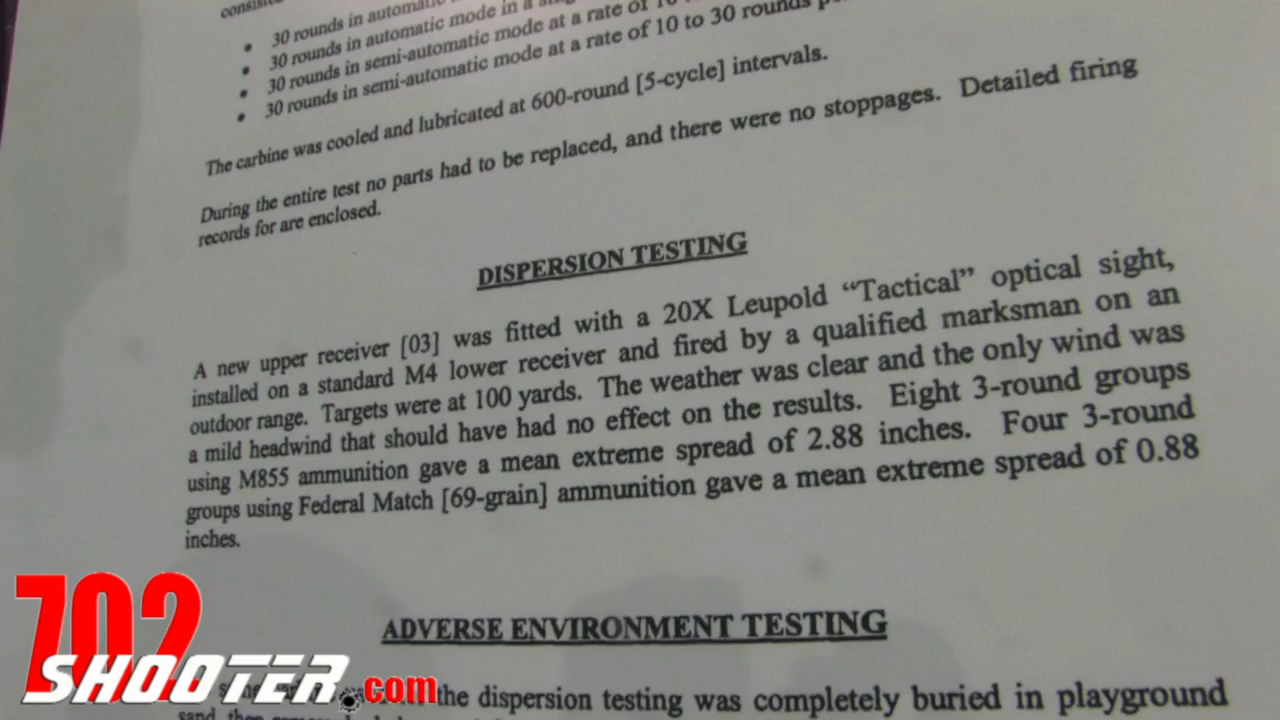 30 rounds in automatic
30 rounds in automatic mode in a
30 rounds in semi-automatic mode at a rate of 10
30 rounds in semi-automatic mode at a rate of 10 to 30 rounds
The carbine was cooled and lubricated at 600-round [5-cycle] intervals.
During the entire test no parts had to be replaced, and there were no stoppages. Detailed firing
records for are enclosed.
DISPERSION TESTING
A new upper receiver [03] was fitted with a 20X Leupold “Tactical” optical sight,
installed on a standard M4 lower receiver and fired by a qualified marksman on an
outdoor range. Targets were at 100 yards. The weather was clear and the only wind was
a mild headwind that should have had no effect on the results. Eight 3-round groups
using M855 ammunition gave a mean extreme spread of 2.88 inches. Four 3-round
groups using Federal Match [69-grain] ammunition gave a mean extreme spread of 0.88
inches.
ADVERSE ENVIRONMENT TESTING
the dispersion testing was completely buried in playground
702
SHOOTER.com